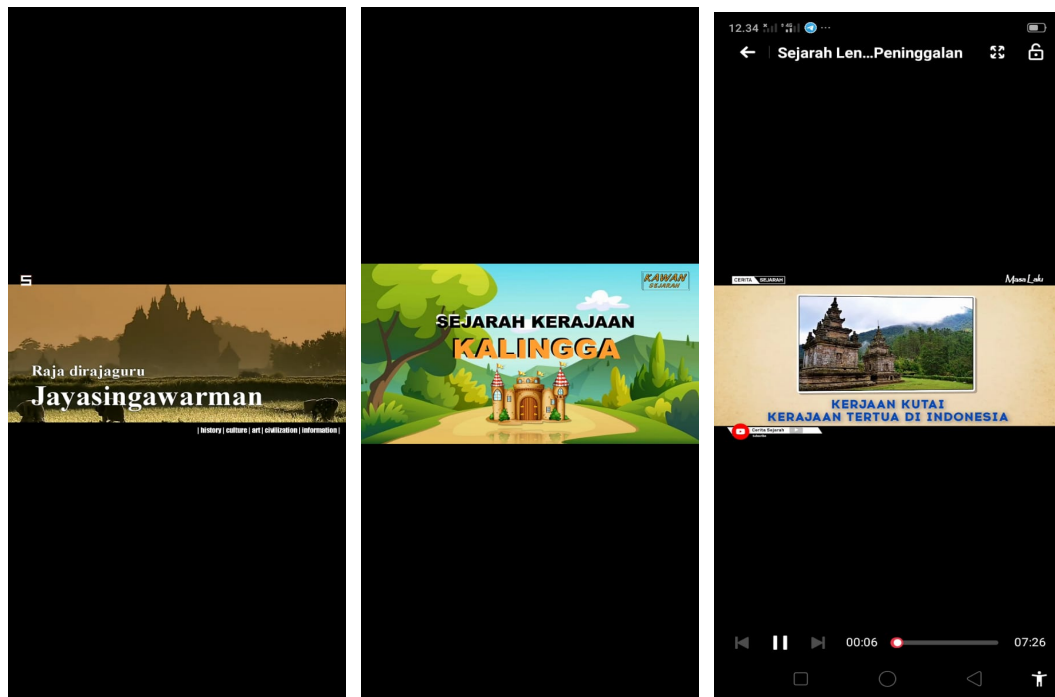 Raja dirajaguru
Jayasingawarman
| history | culture | art | civilization | information |
KAWAN
SEJARAH
SEJARAH KERAJAAN
KALINGGA
12.34
Sejarah Len...Peninggalan
CERITA SEJARAH
Masa Lalu
KERJAAN KUTAI
KERAJAAN TERTUA DI INDONESIA
Cerita Sejarah
Subscribe
00:06
07:26